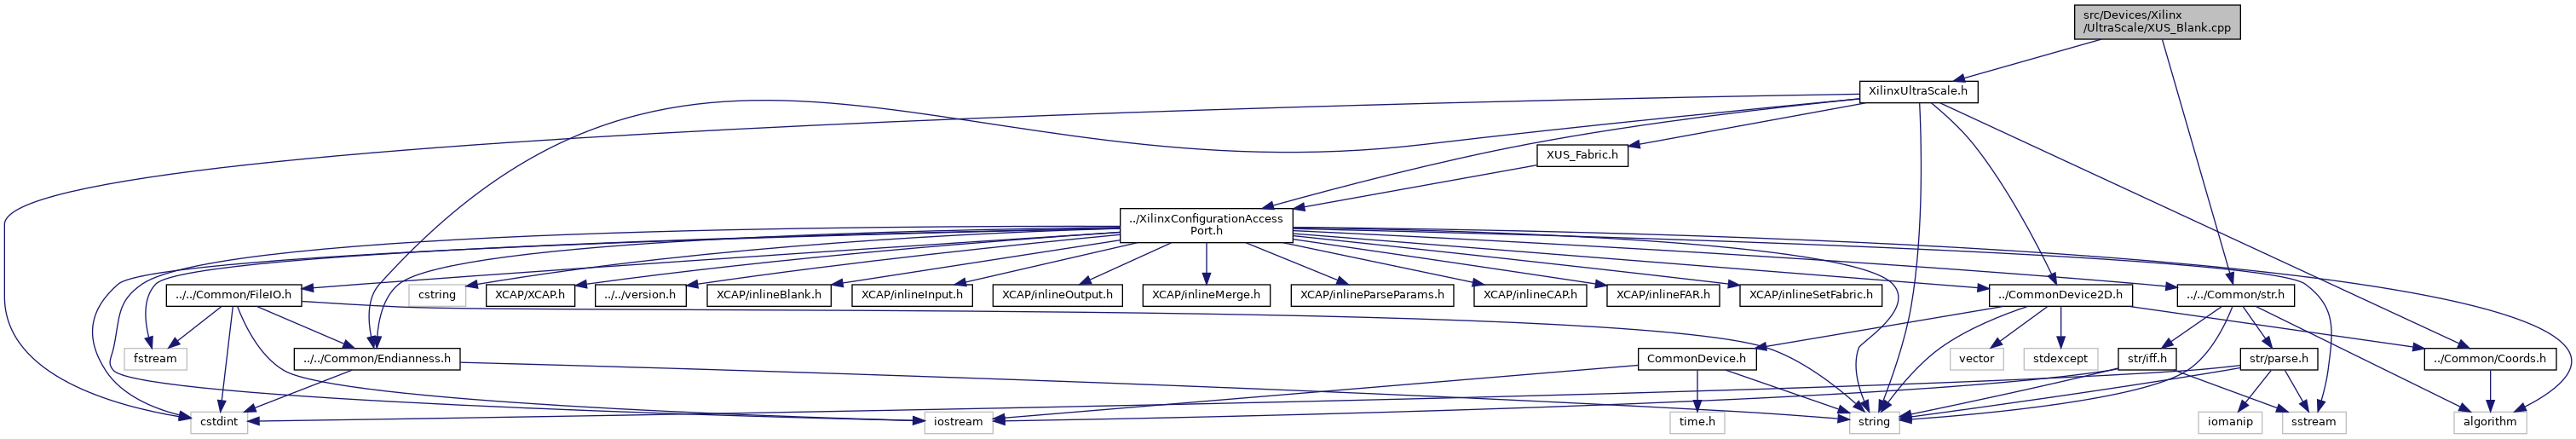 src/Devices/Xilinx
/UltraScale/XUS_Blank.cpp
XilinxUltraScale.h
XUS_Fabric.h
../XilinxConfigurationAccess
Port.h
../../Common/FileIO.h
cstring
XCAP/XCAP.h
../../version.h
XCAP/inlineBlank.h
XCAP/inlineInput.h
XCAP/inlineOutput.h
XCAP/inlineMerge.h
XCAP/inlineParseParams.h
XCAP/inlineCAP.h
XCAP/inlineFAR.h
XCAP/inlineSetFabric.h
../CommonDevice2D.h
../../Common/str.h
fstream
../../Common/Endianness.h
CommonDevice.h
vector
stdexcept
str/iff.h
str/parse.h
../Common/Coords.h
cstdint
iostream
time.h
string
iomanip
sstream
algorithm